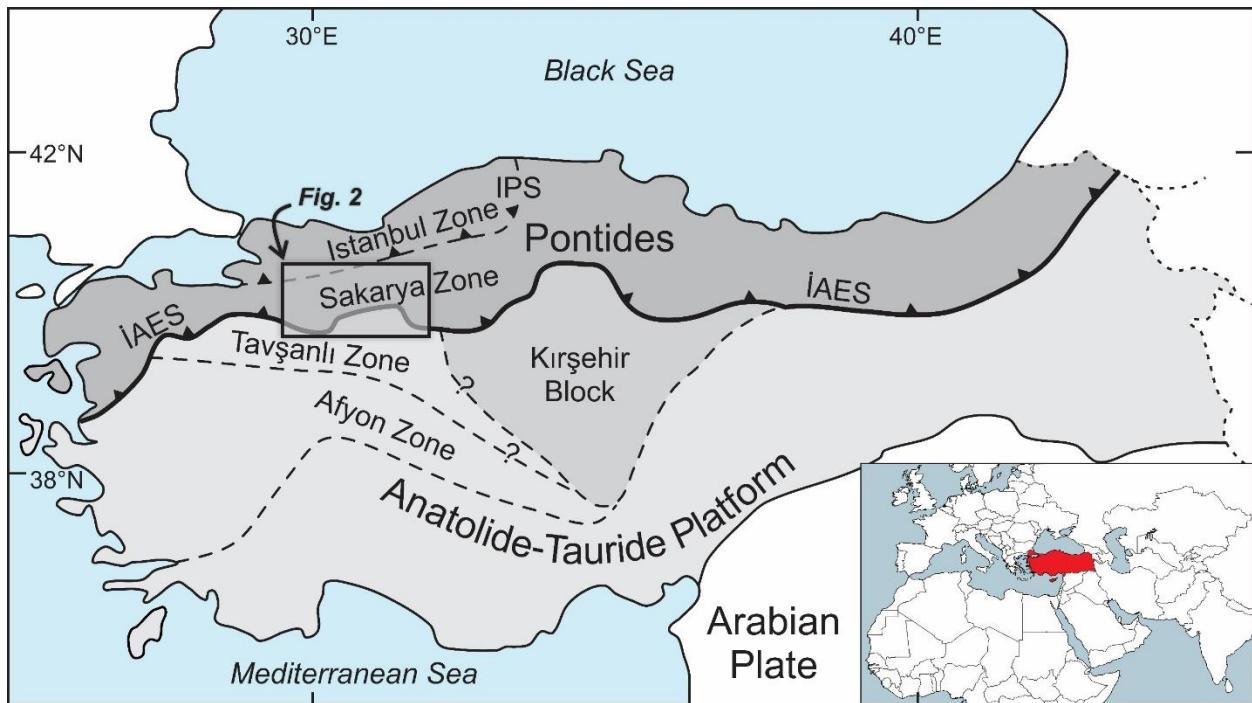 30°E
40°E
Black Sea
42°N
Fig. 2
IPS
Istanbul Zone
Pontides
Sakarya Zone
İAES
İAES
Tavşanlı Zone
Kırşehir
Block
?
Afyon Zone
?
38°N
Anatolide-Tauride Platform
Arabian
Plate
Mediterranean Sea